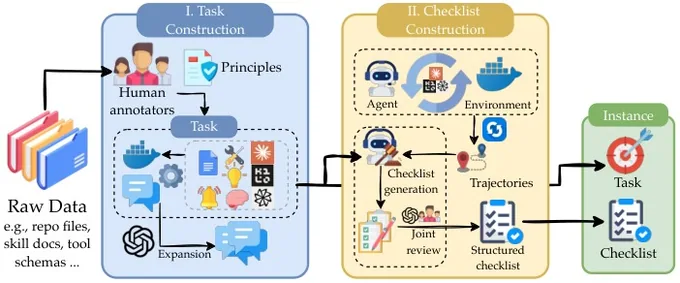 I. Task
Construction
Human
annotators
Principles
Task
Expansion
Raw Data
e.g., repo files,
skill docs, tool
schemas ...
II. Checklist
Construction
Agent
Environment
Checklist
generation
Trajectories
Joint
review
Structured
checklist
Instance
Task
Checklist